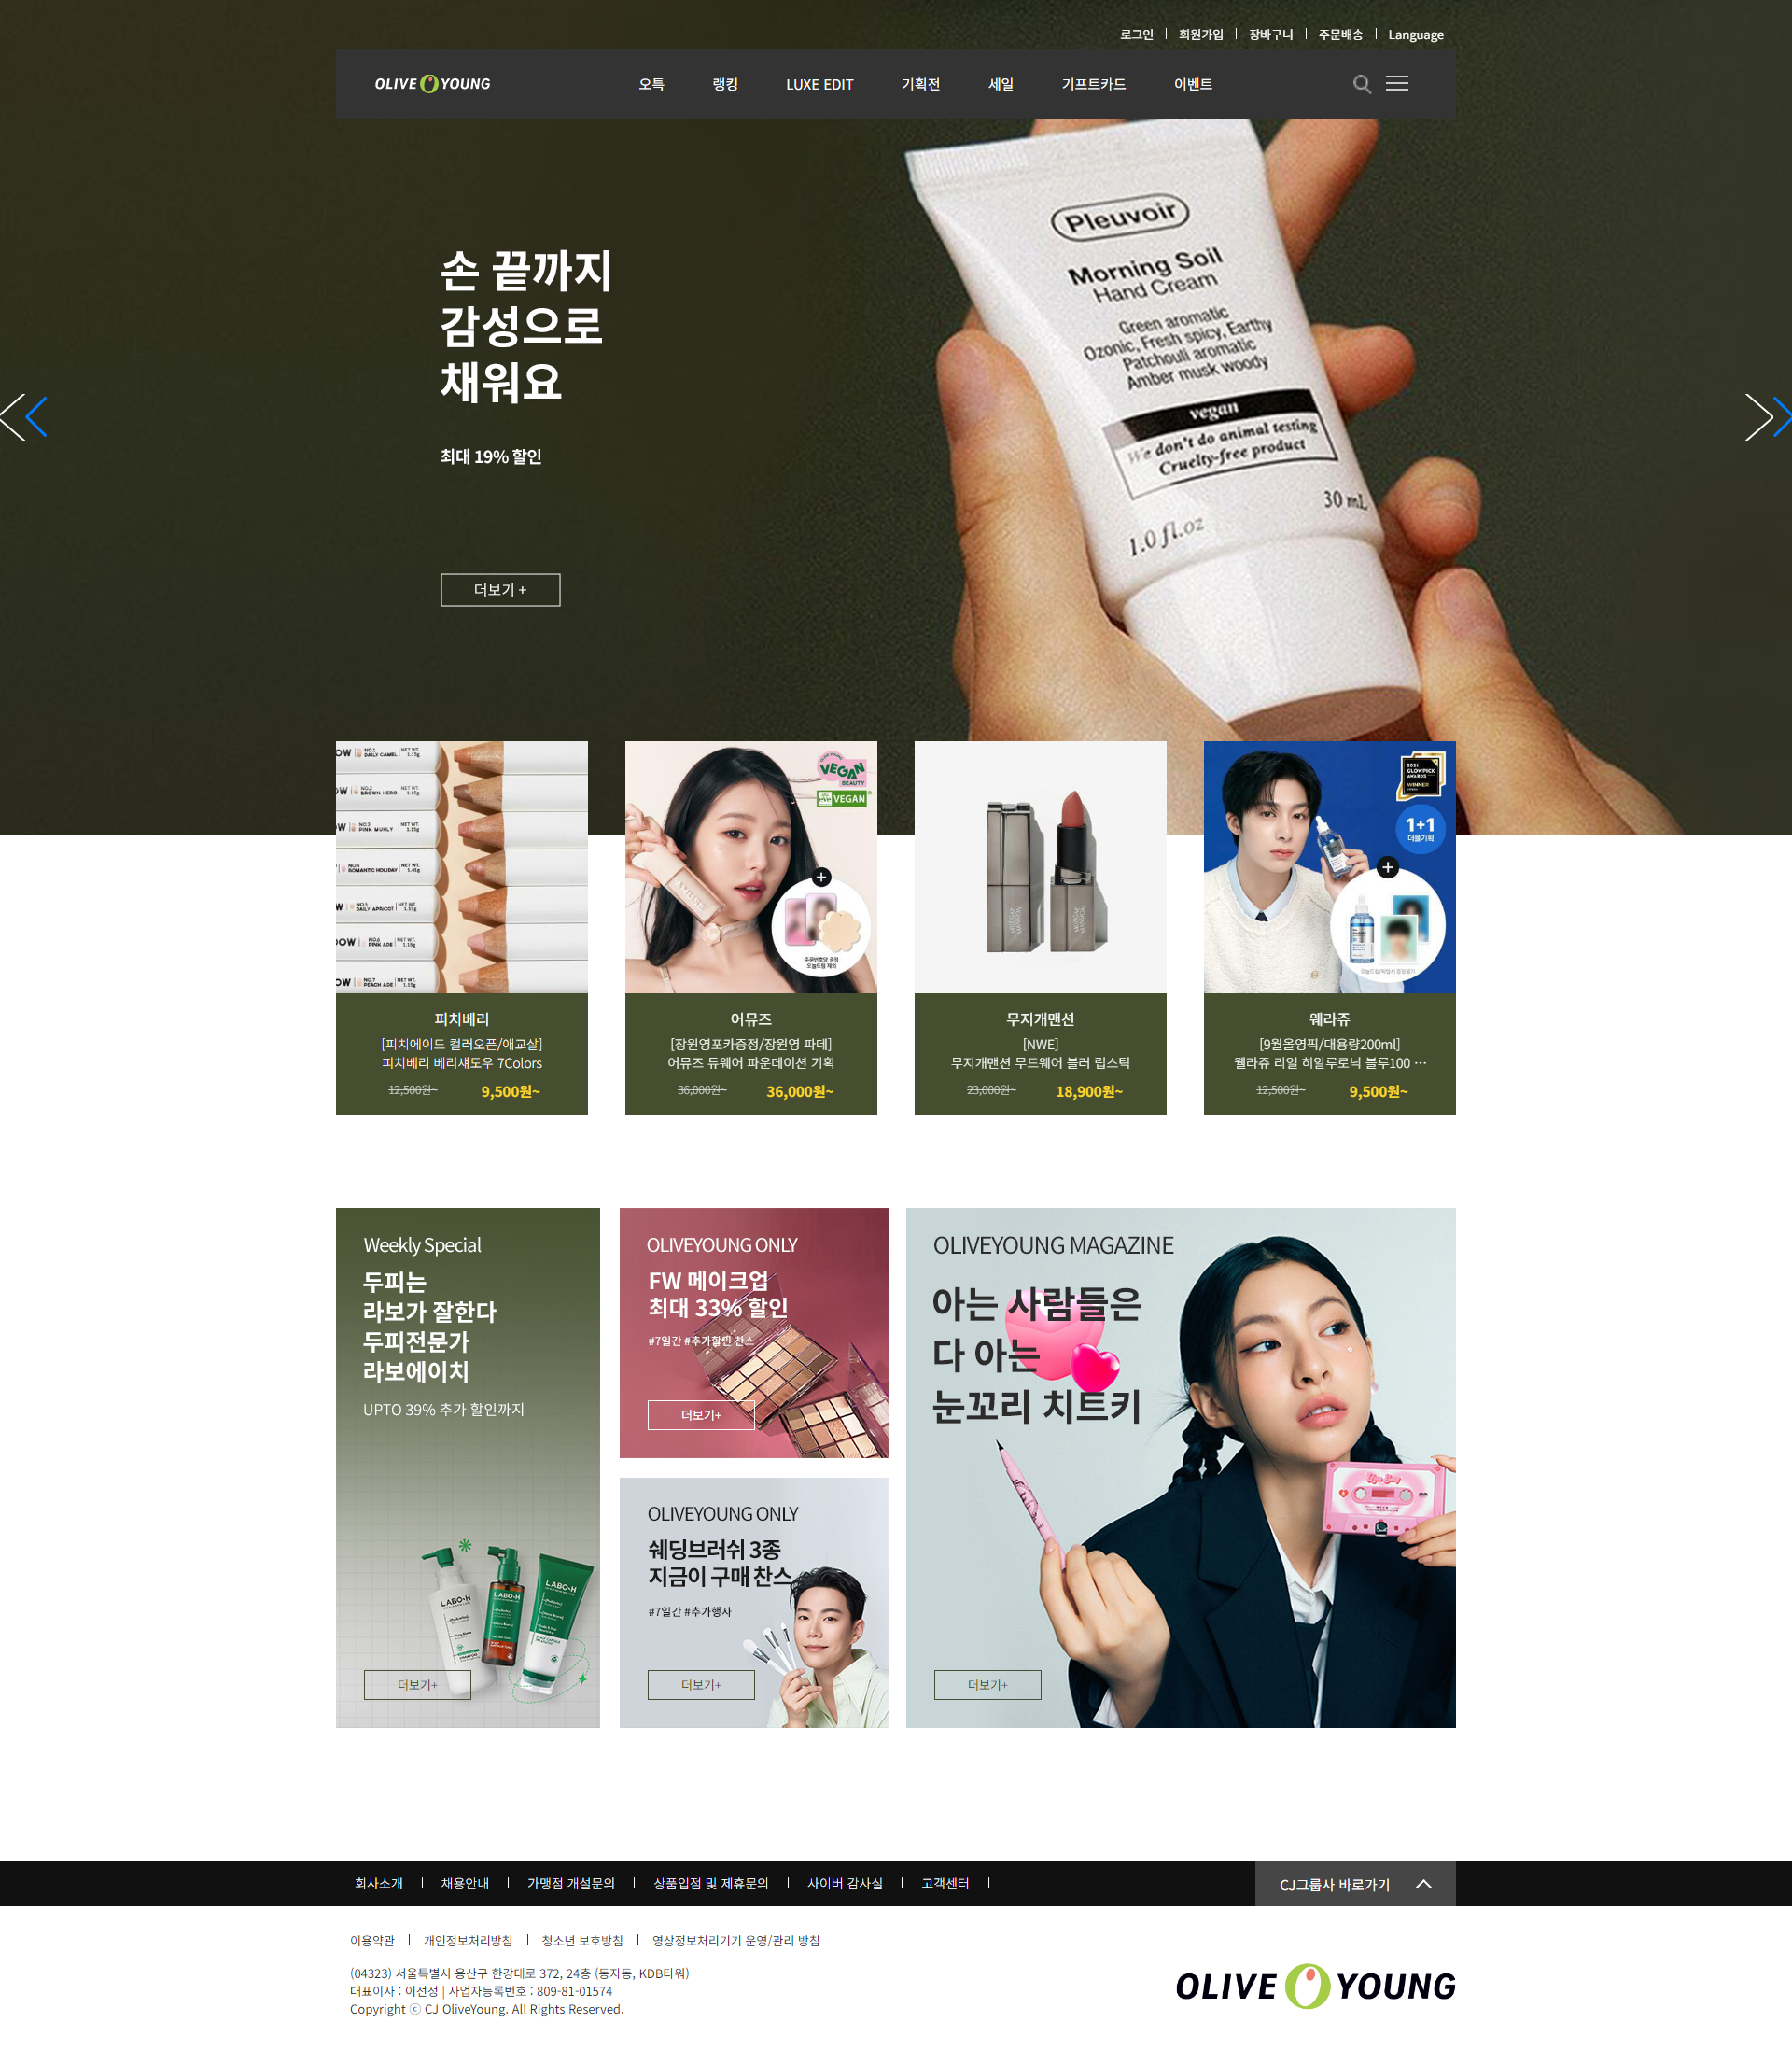 로그인
회원가입
장바구니
주문배송
Language
OLIVE YOUNG
오특
랭킹
LUXE EDIT
기획전
세일
기프트카드
이벤트
손 끝까지
감성으로
채워요
최대 19% 할인
더보기 +
Pleuvoir
Morning Soil
Hand Cream
Green aromatic
Ozonic, Fresh spicy, Earthy
Patchouli aromatic
Amber musk woody
vegan
We don't do animal testing
Cruelty-free product
30 mL
1.0 fl.oz
VEGAN
BEAUTY
VEGAN
WINNER
1+1
더블기획
피치베리
[피치에이드 컬러오픈/애교살]
피치베리 베리섀도우 7Colors
12,500원~
9,500원~
어뮤즈
[장원영포카증정/장원영 파데]
어뮤즈 듀웨어 파운데이션 기획
36,000원~
36,000원~
무지개맨션
[NWE]
무지개맨션 무드웨어 블러 립스틱
23,000원~
18,900원~
웨라쥬
[9월올영픽/대용량200ml]
웰라쥬 리얼 히알루로닉 블루100 ⋯
12,500원~
9,500원~
Weekly Special
두피는
라보가 잘한다
두피전문가
라보에이치
UPTO 39% 추가 할인까지
LABO-H
LABO-H
LABO-H
더보기+
OLIVEYOUNG ONLY
FW 메이크업
최대 33% 할인
#7일간 #추가할인 찬스
더보기+
OLIVEYOUNG ONLY
쉐딩브러쉬 3종
지금이 구매 찬스
#7일간 #추가행사
더보기+
OLIVEYOUNG MAGAZINE
아는 사람들은
다 아는
눈꼬리 치트키
더보기+
회사소개
채용안내
가맹점 개설문의
상품입점 및 제휴문의
사이버 감사실
고객센터
CJ그룹사 바로가기
이용약관
개인정보처리방침
청소년 보호방침
영상정보처리기기 운영/관리 방침
(04323) 서울특별시 용산구 한강대로 372, 24층 (동자동, KDB타워)
대표이사 : 이선정 | 사업자등록번호 : 809-81-01574
Copyright ⓒ CJ OliveYoung. All Rights Reserved.
OLIVE YOUNG